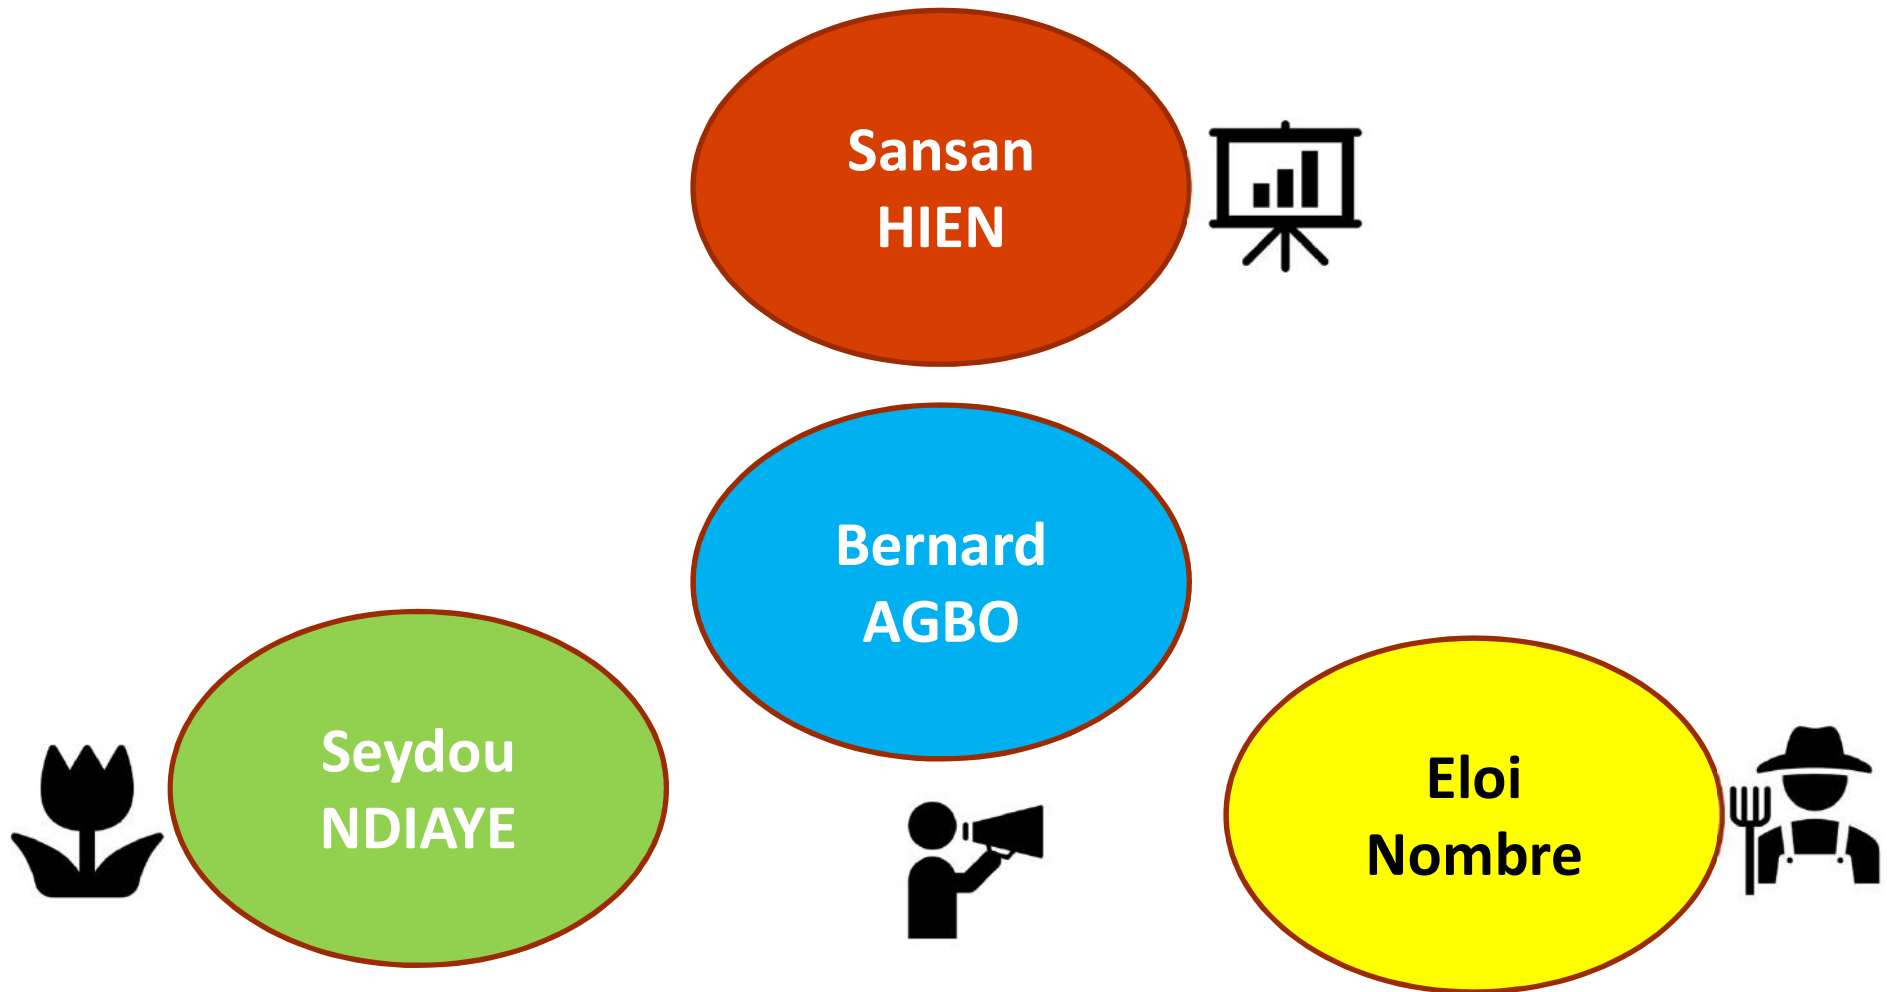 Sansan
HIEN
Bernard
AGBO
Seydou
NDIAYE
Eloi
Nombre